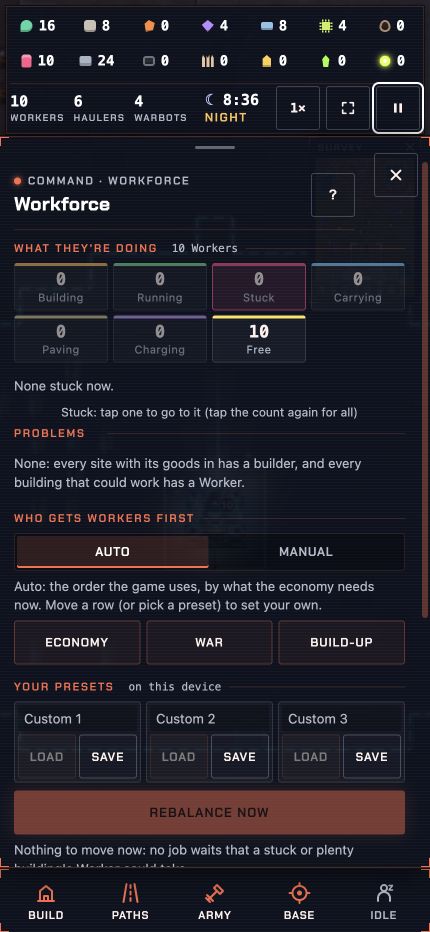 16 8 0 4 8 4 0
10 24 0 0 0 0 0
10 6 4 8:36
WORKERS HAULERS WARBOTS NIGHT 1×
COMMAND · WORKFORCE
Workforce
?
WHAT THEY'RE DOING 10 Workers
0 0 0 0
Building Running Stuck Carrying
0 0 10
Paving Charging Free
None stuck now.
Stuck: tap one to go to it (tap the count again for all)
PROBLEMS
None: every site with its goods in has a builder, and every
building that could work has a Worker.
WHO GETS WORKERS FIRST
AUTO MANUAL
Auto: the order the game uses, by what the economy needs
now. Move a row (or pick a preset) to set your own.
ECONOMY WAR BUILD-UP
YOUR PRESETS on this device
Custom 1 Custom 2 Custom 3
LOAD SAVE LOAD SAVE LOAD SAVE
REBALANCE NOW
Nothing to move now: no job waits that a stuck or plenty
building's Worker could take
BUILD PATHS ARMY BASE IDLE